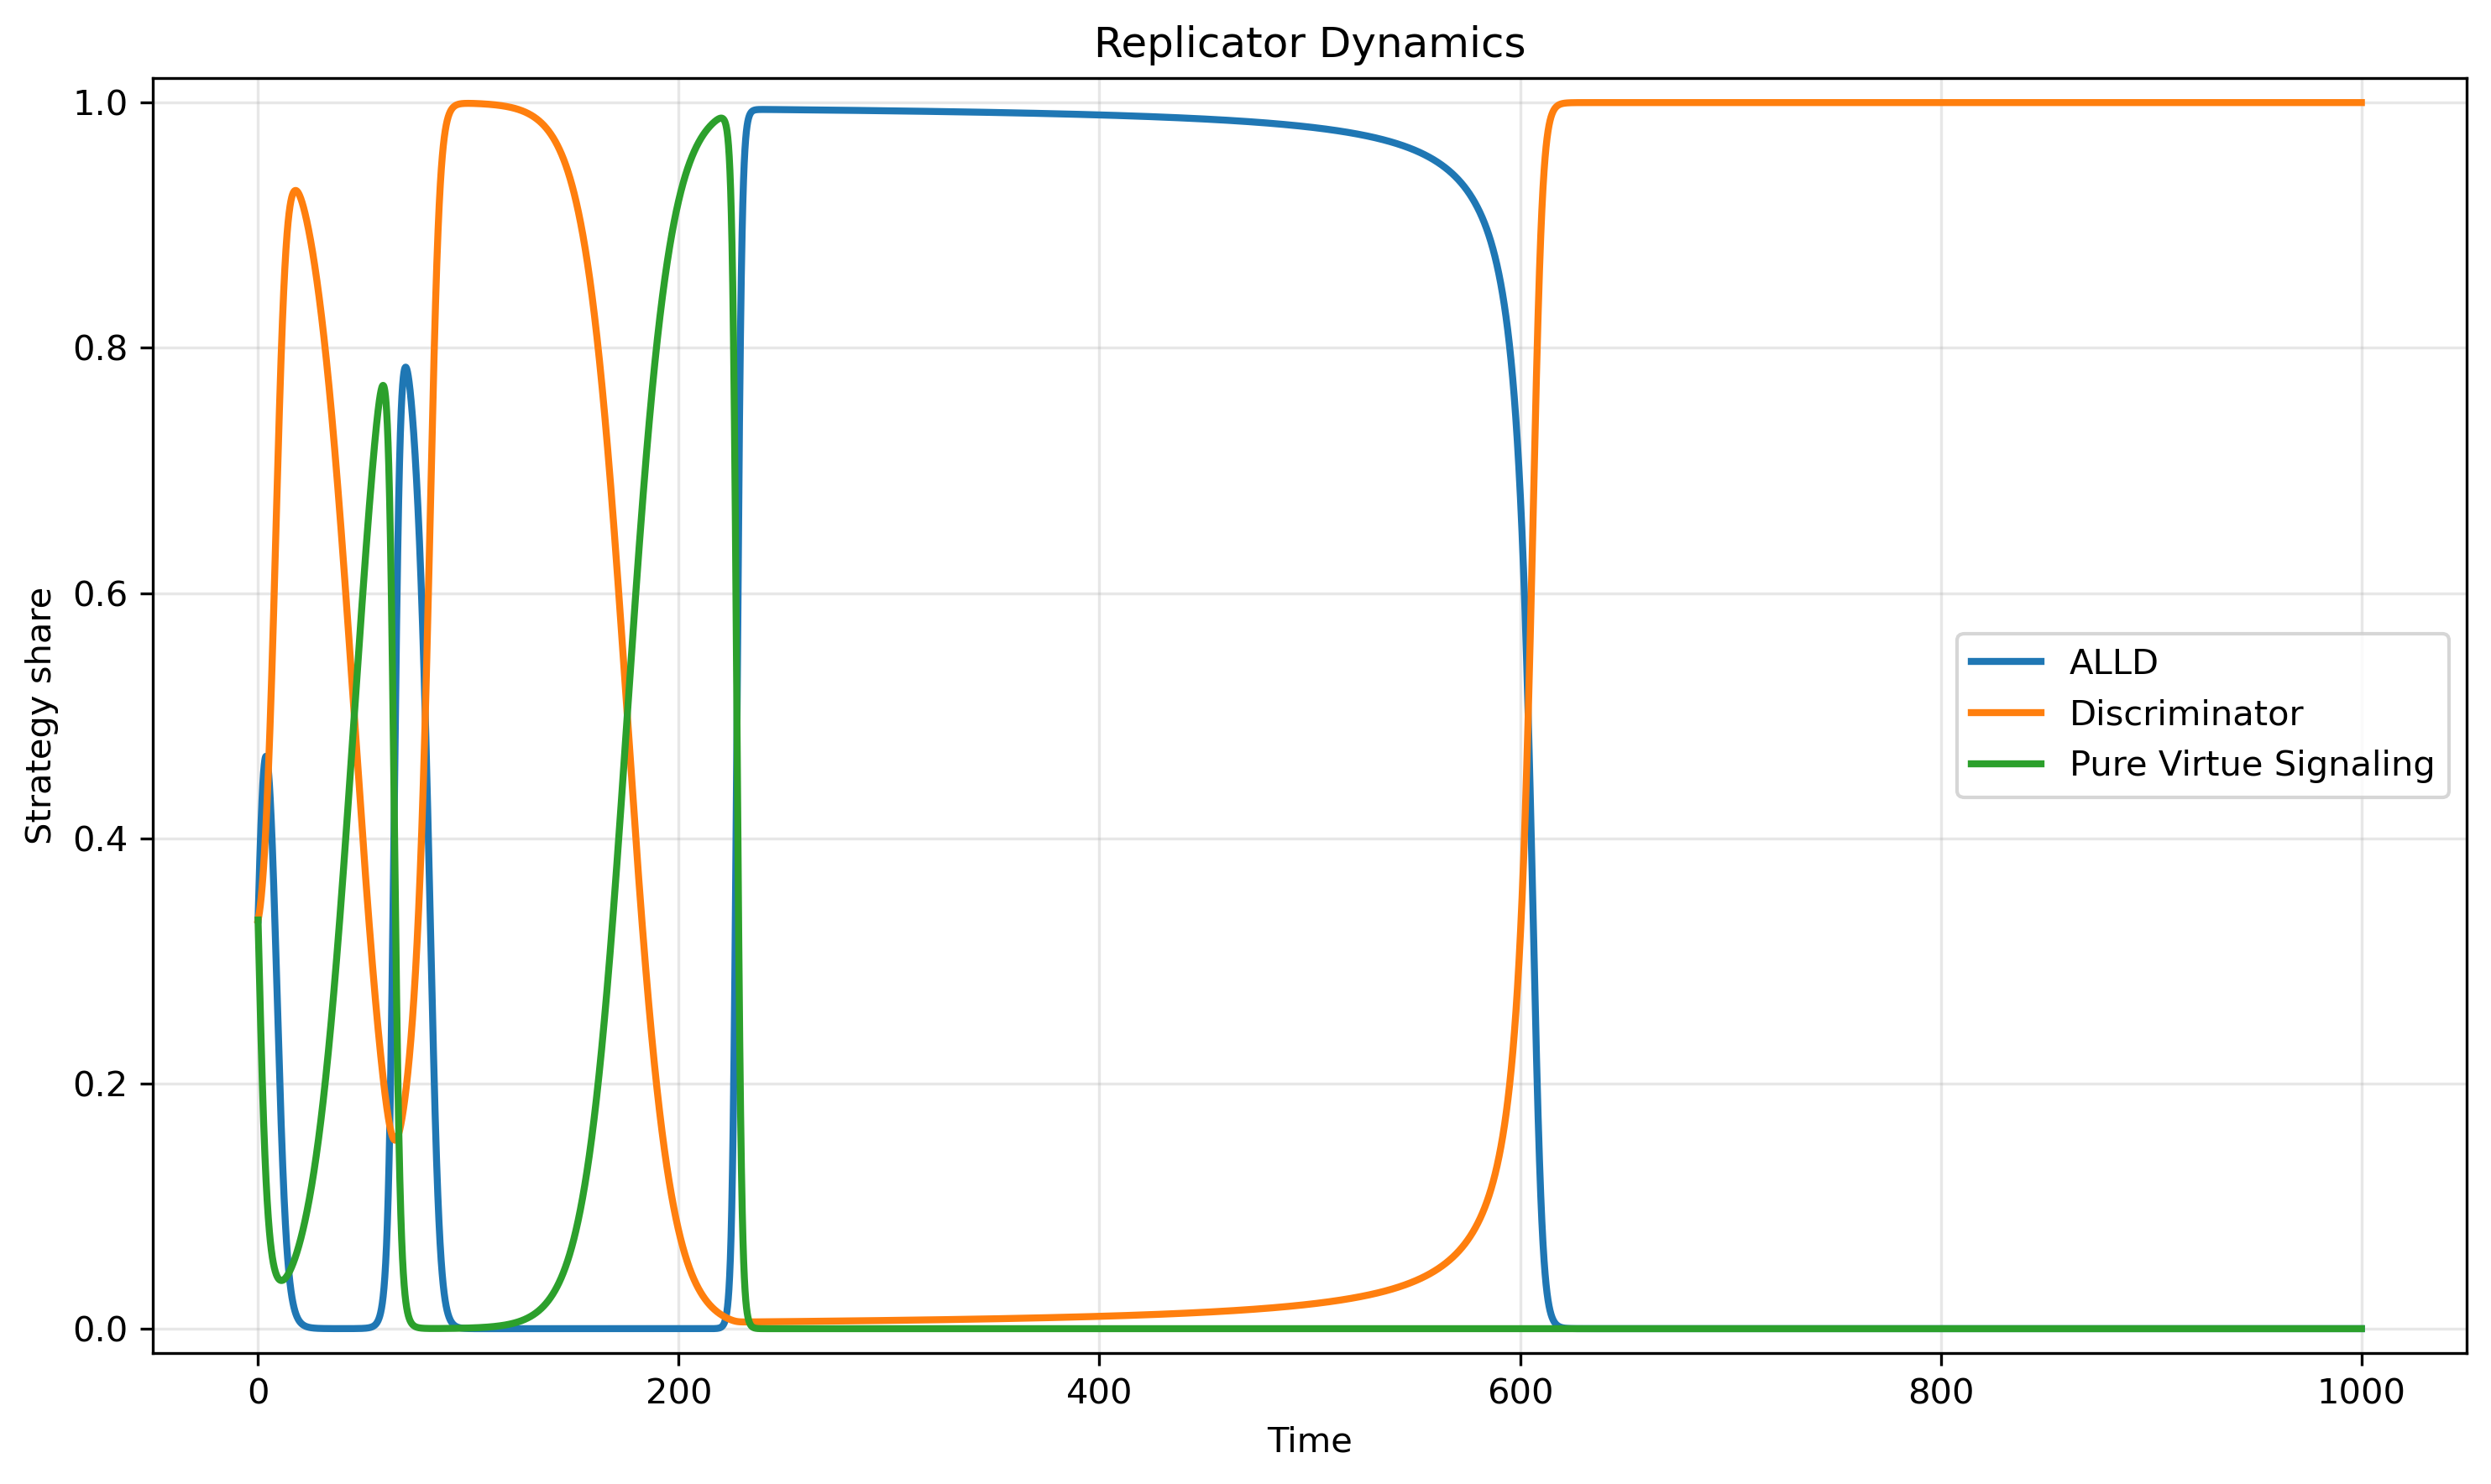 Replicator Dynamics
Strategy share
1.0
0.8
0.6
0.4
0.2
0.0
0 200 400 600 800 1000
Time
ALLD
Discriminator
Pure Virtue Signaling